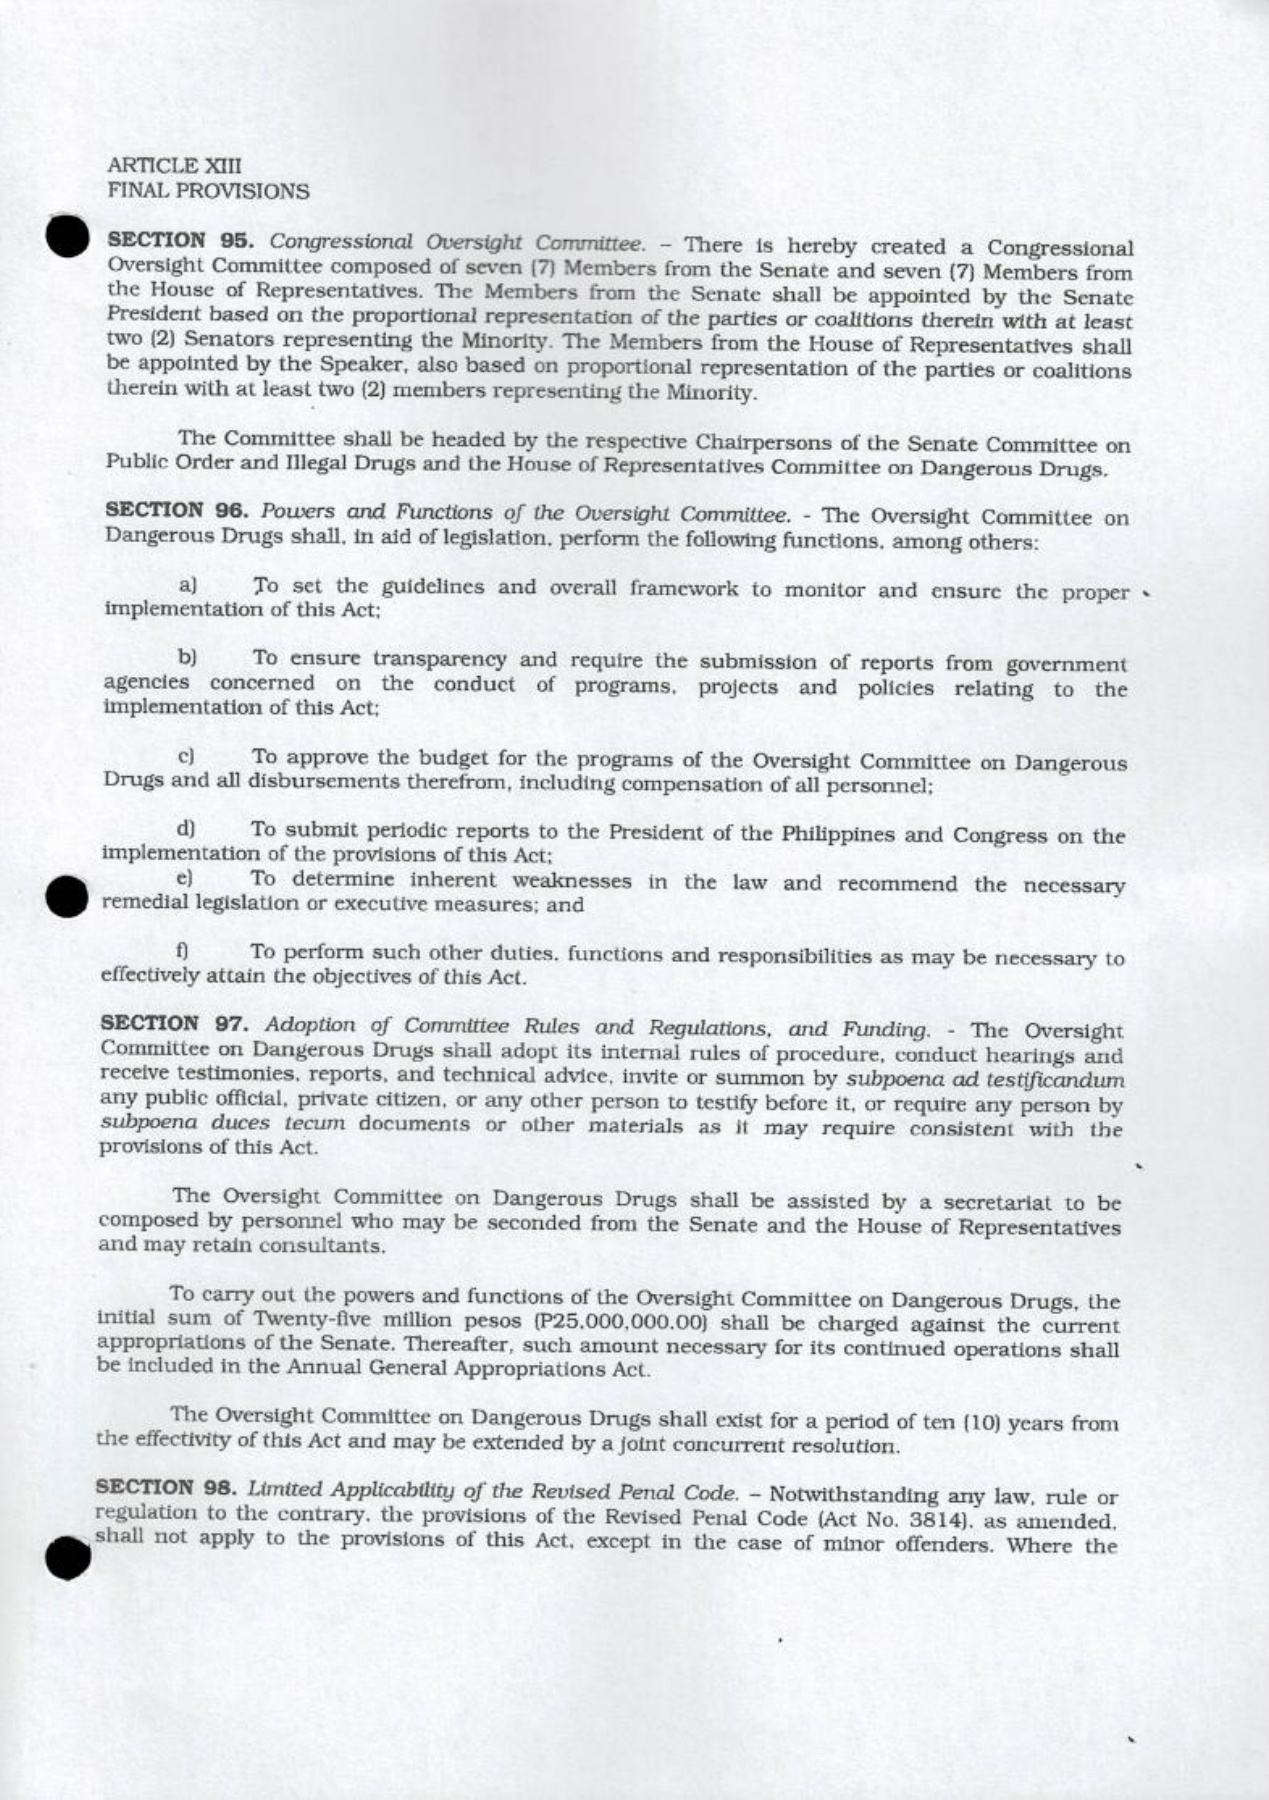 ARTICLE XIII
FINAL PROVISIONS
SECTION 95. Congressional Oversight Committee. – There is hereby created a Congressional
Oversight Committee composed of seven (7) Members from the Senate and seven (7) Members from
the House of Representatives. The Members from the Senate shall be appointed by the Senate
President based on the proportional representation of the parties or coalitions therein with at least
two (2) Senators representing the Minority. The Members from the House of Representatives shall
be appointed by the Speaker, also based on proportional representation of the parties or coalitions
therein with at least two (2) members representing the Minority.
The Committee shall be headed by the respective Chairpersons of the Senate Committee on
Public Order and Illegal Drugs and the House of Representatives Committee on Dangerous Drugs.
SECTION 96. Powers and Functions of the Oversight Committee. - The Oversight Committee on
Dangerous Drugs shall, in aid of legislation, perform the following functions, among others:
a) To set the guidelines and overall framework to monitor and ensure the proper
implementation of this Act;
b) To ensure transparency and require the submission of reports from government
agencies concerned on the conduct of programs, projects and policies relating to the
implementation of this Act;
c) To approve the budget for the programs of the Oversight Committee on Dangerous
Drugs and all disbursements therefrom, including compensation of all personnel;
d) To submit periodic reports to the President of the Philippines and Congress on the
implementation of the provisions of this Act;
e) To determine inherent weaknesses in the law and recommend the necessary
remedial legislation or executive measures; and
f) To perform such other duties, functions and responsibilities as may be necessary to
effectively attain the objectives of this Act.
SECTION 97. Adoption of Committee Rules and Regulations, and Funding. - The Oversight
Committee on Dangerous Drugs shall adopt its internal rules of procedure, conduct hearings and
receive testimonies, reports, and technical advice, invite or summon by subpoena ad testificandum
any public official, private citizen, or any other person to testify before it, or require any person by
subpoena duces tecum documents or other materials as it may require consistent with the
provisions of this Act.
The Oversight Committee on Dangerous Drugs shall be assisted by a secretariat to be
composed by personnel who may be seconded from the Senate and the House of Representatives
and may retain consultants.
To carry out the powers and functions of the Oversight Committee on Dangerous Drugs, the
initial sum of Twenty-five million pesos (P25,000,000.00) shall be charged against the current
appropriations of the Senate. Thereafter, such amount necessary for its continued operations shall
be included in the Annual General Appropriations Act.
The Oversight Committee on Dangerous Drugs shall exist for a period of ten (10) years from
the effectivity of this Act and may be extended by a joint concurrent resolution.
SECTION 98. Limited Applicability of the Revised Penal Code. – Notwithstanding any law, rule or
regulation to the contrary, the provisions of the Revised Penal Code (Act No. 3814), as amended,
shall not apply to the provisions of this Act, except in the case of minor offenders. Where the